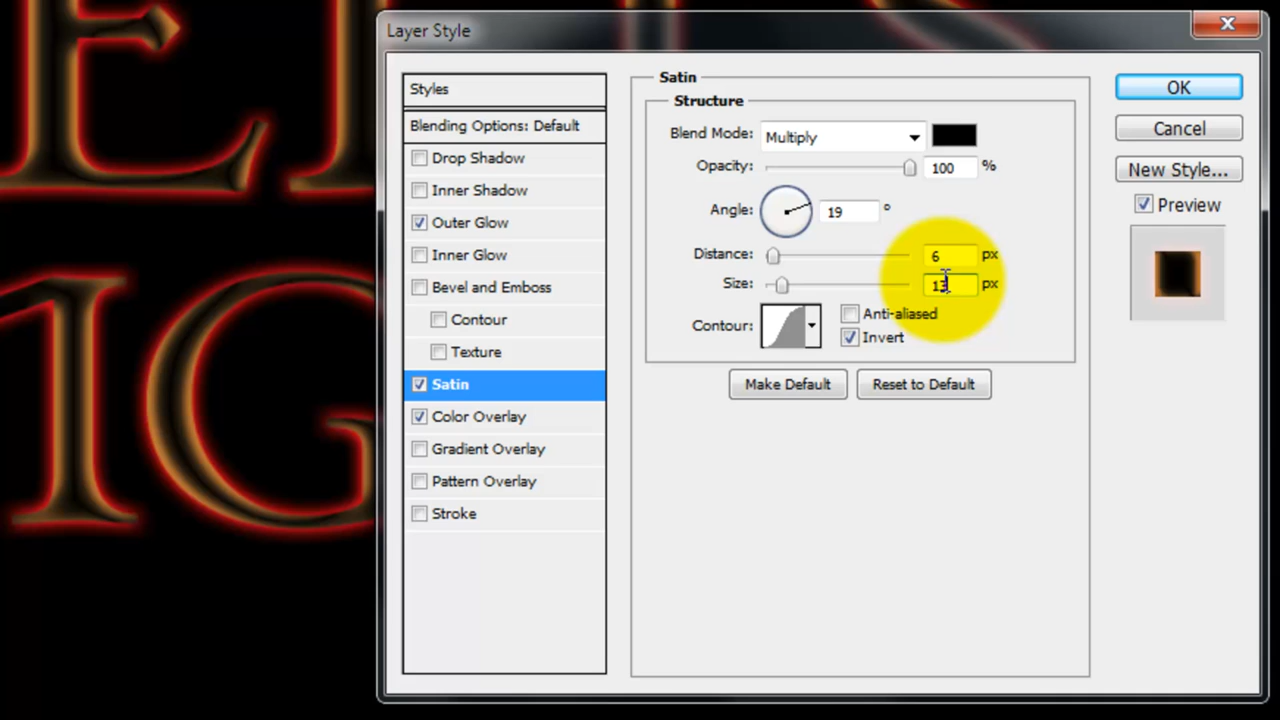 Layer Style
Styles
Blending Options: Default
Drop Shadow
Inner Shadow
Outer Glow
Inner Glow
Bevel and Emboss
Contour
Texture
Satin
Color Overlay
Gradient Overlay
Pattern Overlay
Stroke
Satin
Structure
Blend Mode: Multiply
Opacity: 100 %
Angle: 19 °
Distance: 6 px
Size: 13 px
Contour:
Anti-aliased
Invert
Make Default Reset to Default
OK
Cancel
New Style...
Preview